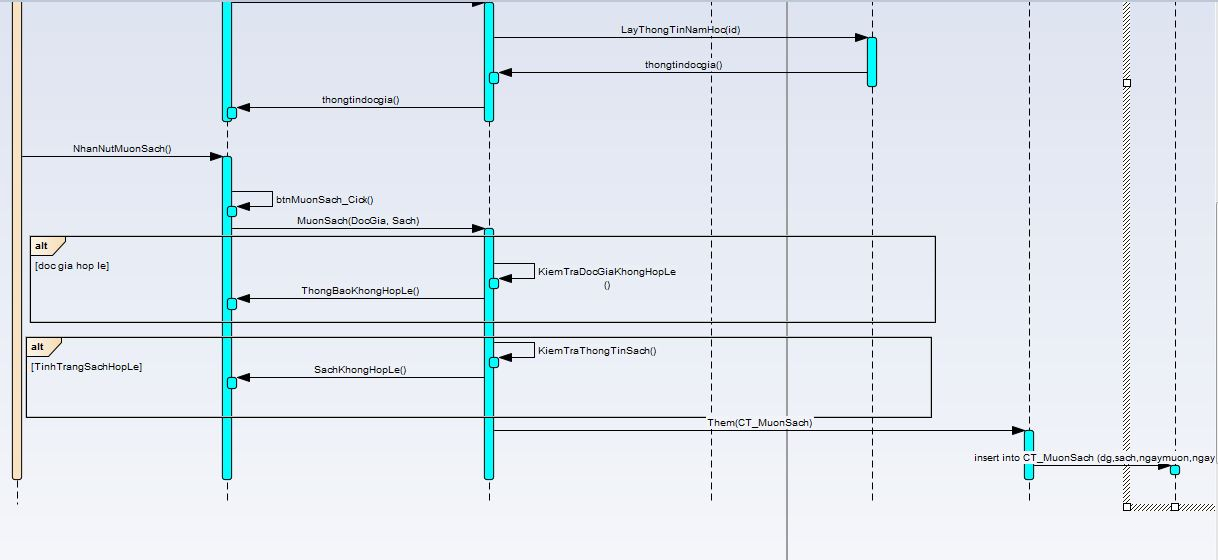 LayThongTinNamHoc(id)
thongtindocgia()
thongtindocgia()
NhanNutMuonSach()
btnMuonSach_Cick()
MuonSach(DocGia, Sach)
alt
[doc gia hop le]
KiemTraDocGiaKhongHopLe
()
ThongBaoKhongHopLe()
alt
[TinhTrangSachHopLe]
KiemTraThongTinSach()
SachKhongHopLe()
Them(CT_MuonSach)
insert into CT_MuonSach (dg,sach,ngaymuon,ngay